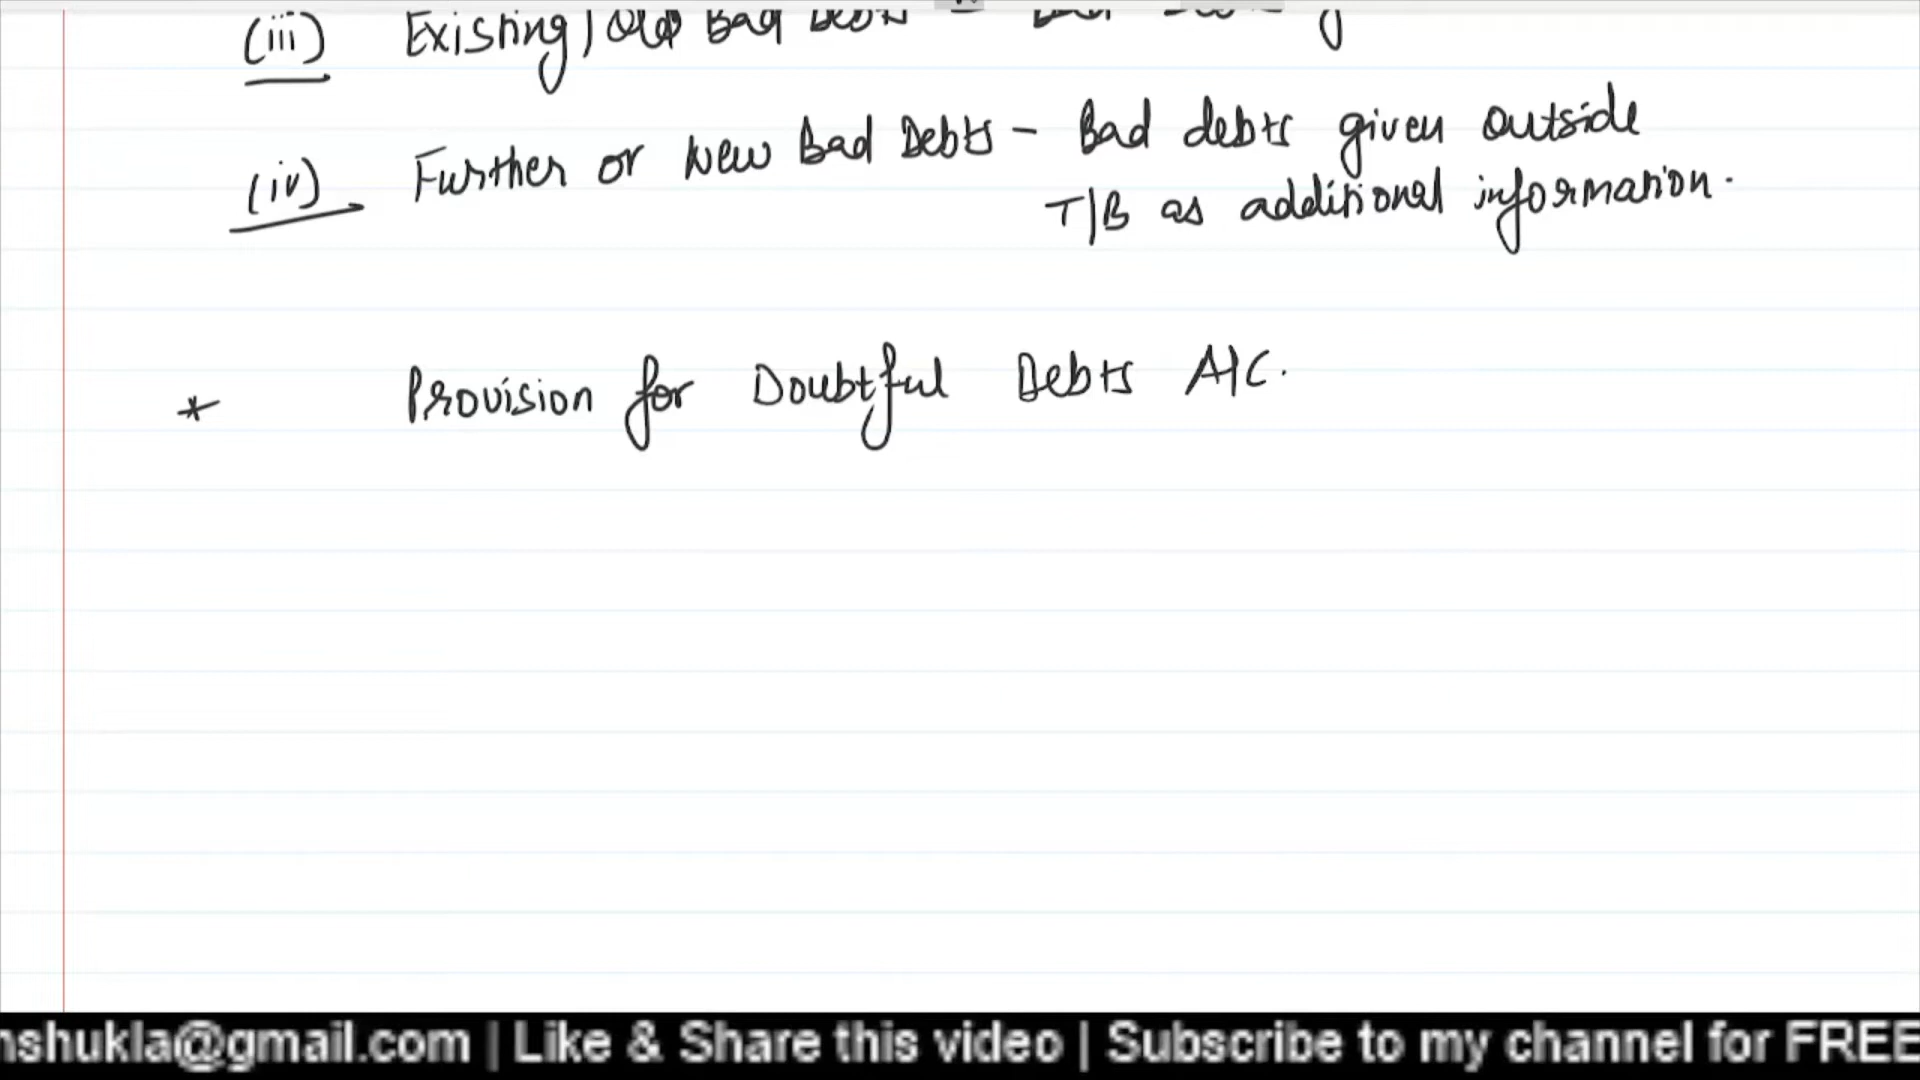 (iii) Existing/Old Bad Debts -
(iv) Further or New Bad Debts - Bad debts given outside
T/B as additional information.
* Provision for Doubtful Debts A/C.
nshukla@gmail.com | Like & Share this video | Subscribe to my channel for FREE